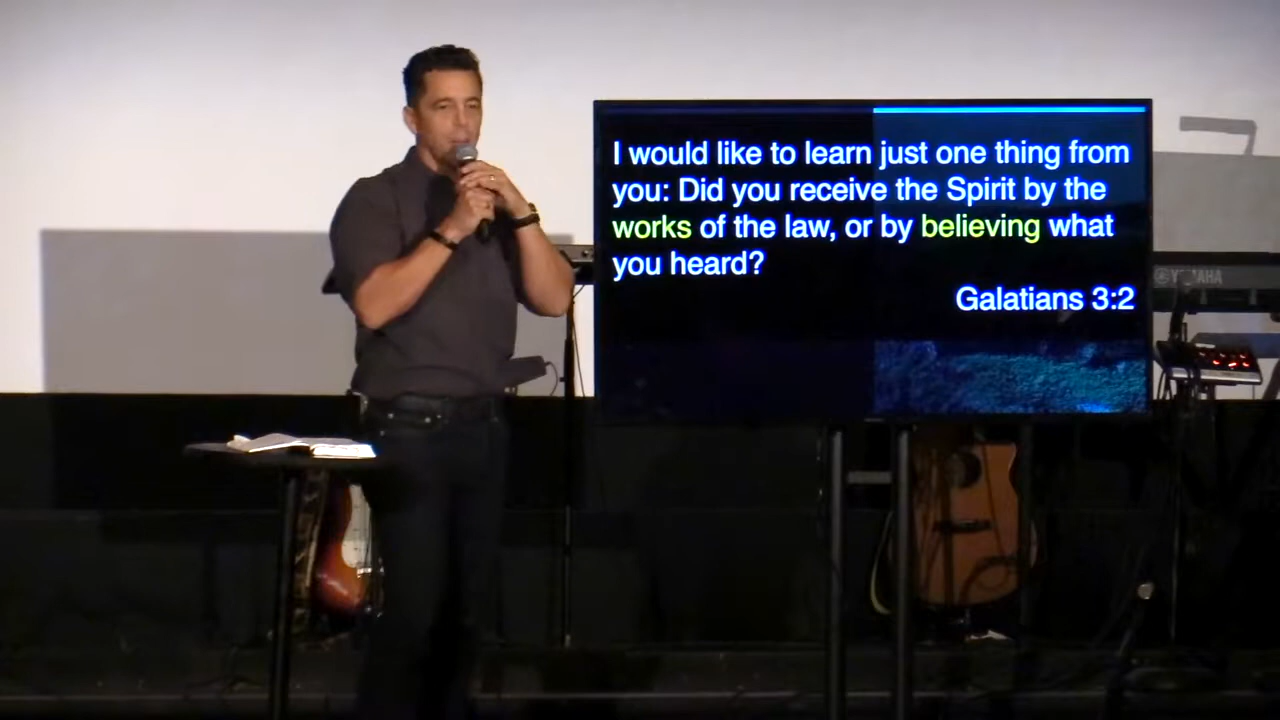 I would like to learn just one thing from
you: Did you receive the Spirit by the
works of the law, or by believing what
you heard?
Galatians 3:2
YAMAHA